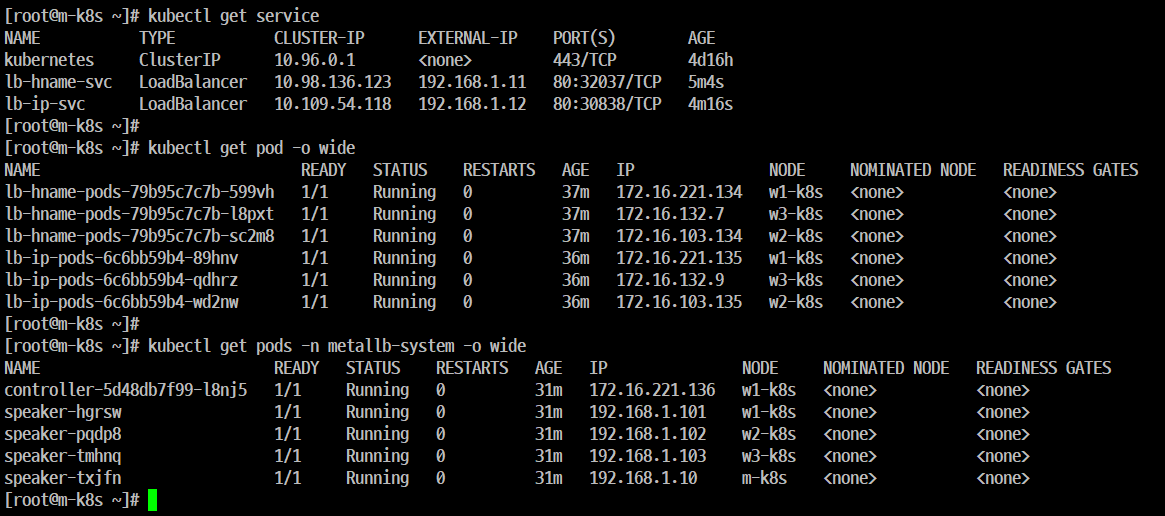 [root@m-k8s ~]# kubectl get service
NAME           TYPE           CLUSTER-IP      EXTERNAL-IP    PORT(S)        AGE
kubernetes     ClusterIP      10.96.0.1       <none>         443/TCP        4d16h
lb-hname-svc   LoadBalancer   10.98.136.123   192.168.1.11   80:32037/TCP   5m4s
lb-ip-svc      LoadBalancer   10.109.54.118   192.168.1.12   80:30838/TCP   4m16s
[root@m-k8s ~]#
[root@m-k8s ~]# kubectl get pod -o wide
NAME                             READY   STATUS    RESTARTS   AGE   IP               NODE     NOMINATED NODE   READINESS GATES
lb-hname-pods-79b95c7c7b-599vh   1/1     Running   0          37m   172.16.221.134   w1-k8s   <none>           <none>
lb-hname-pods-79b95c7c7b-l8pxt   1/1     Running   0          37m   172.16.132.7     w3-k8s   <none>           <none>
lb-hname-pods-79b95c7c7b-sc2m8   1/1     Running   0          37m   172.16.103.134   w2-k8s   <none>           <none>
lb-ip-pods-6c6bb59b4-89hnv       1/1     Running   0          36m   172.16.221.135   w1-k8s   <none>           <none>
lb-ip-pods-6c6bb59b4-qdhrz       1/1     Running   0          36m   172.16.132.9     w3-k8s   <none>           <none>
lb-ip-pods-6c6bb59b4-wd2nw       1/1     Running   0          36m   172.16.103.135   w2-k8s   <none>           <none>
[root@m-k8s ~]#
[root@m-k8s ~]# kubectl get pods -n metallb-system -o wide
NAME                          READY   STATUS    RESTARTS   AGE   IP               NODE     NOMINATED NODE   READINESS GATES
controller-5d48db7f99-l8nj5   1/1     Running   0          31m   172.16.221.136   w1-k8s   <none>           <none>
speaker-hgrsw                 1/1     Running   0          31m   192.168.1.101    w1-k8s   <none>           <none>
speaker-pqdp8                 1/1     Running   0          31m   192.168.1.102    w2-k8s   <none>           <none>
speaker-tmhnq                 1/1     Running   0          31m   192.168.1.103    w3-k8s   <none>           <none>
speaker-txjfn                 1/1     Running   0          31m   192.168.1.10     m-k8s    <none>           <none>
[root@m-k8s ~]#